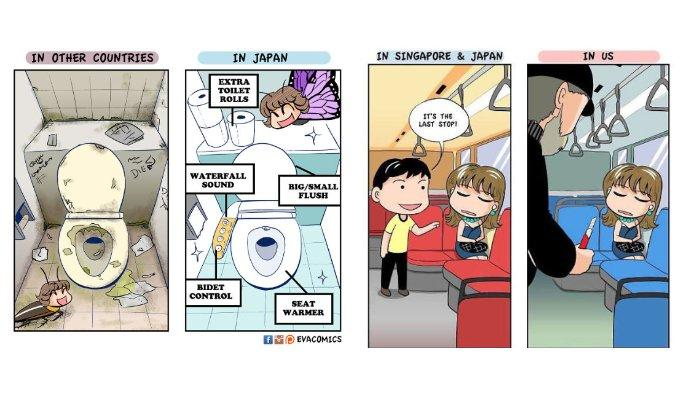 IN OTHER COUNTRIES
DIE
IN JAPAN
EXTRA
TOILET
ROLLS
WATERFALL
SOUND
BIG/SMALL
FLUSH
BIDET
CONTROL
SEAT
WARMER
EVACOMICS
IN SINGAPORE & JAPAN
IT'S THE
LAST STOP!
IN US